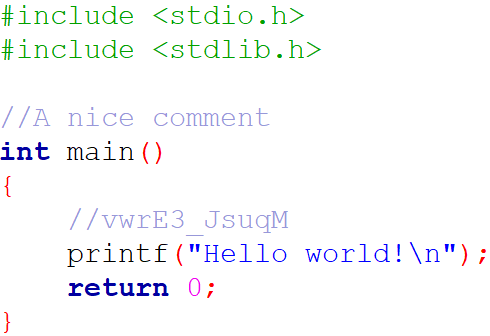 #include <stdio.h>
#include <stdlib.h>
//A nice comment
int main()
{
//vwrE3_JsuqM
printf("Hello world!\n");
return 0;
}